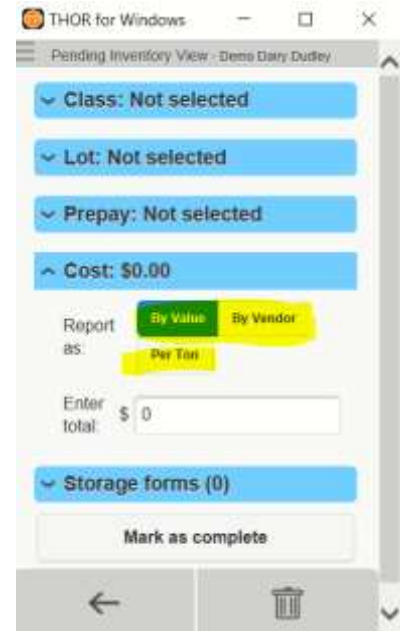 THOR for Windows
Pending Inventory View - Demo Dairy Dudley
Class: Not selected
Lot: Not selected
Prepay: Not selected
Cost: $0.00
Report as:
By Value
By Vendor
Per Ton
Enter total:
$ 0
Storage forms (0)
Mark as complete